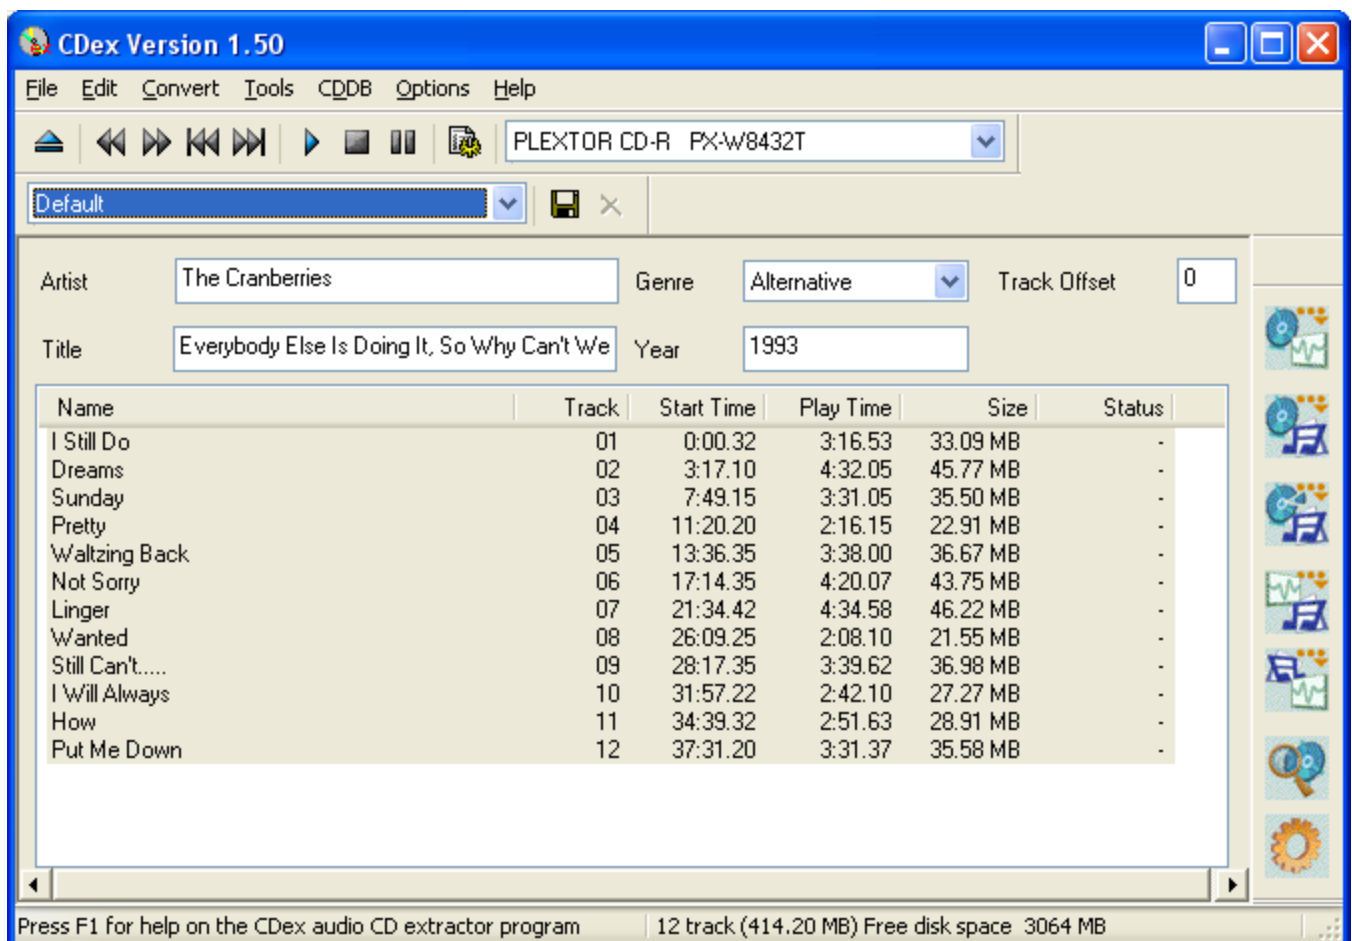 CDex Version 1.50
File Edit Convert Tools CDDB Options Help
PLEXTOR CD-R PX-W8432T
Default
Artist The Cranberries Genre Alternative Track Offset 0
Title Everybody Else Is Doing It, So Why Can't We Year 1993
Name Track Start Time Play Time Size Status
I Still Do 01 0:00.32 3:16.53 33.09 MB -
Dreams 02 3:17.10 4:32.05 45.77 MB -
Sunday 03 7:49.15 3:31.05 35.50 MB -
Pretty 04 11:20.20 2:16.15 22.91 MB -
Waltzing Back 05 13:36.35 3:38.00 36.67 MB -
Not Sorry 06 17:14.35 4:20.07 43.75 MB -
Linger 07 21:34.42 4:34.58 46.22 MB -
Wanted 08 26:09.25 2:08.10 21.55 MB -
Still Can't..... 09 28:17.35 3:39.62 36.98 MB -
I Will Always 10 31:57.22 2:42.10 27.27 MB -
How 11 34:39.32 2:51.63 28.91 MB -
Put Me Down 12 37:31.20 3:31.37 35.58 MB -
Press F1 for help on the CDex audio CD extractor program 12 track (414.20 MB) Free disk space 3064 MB